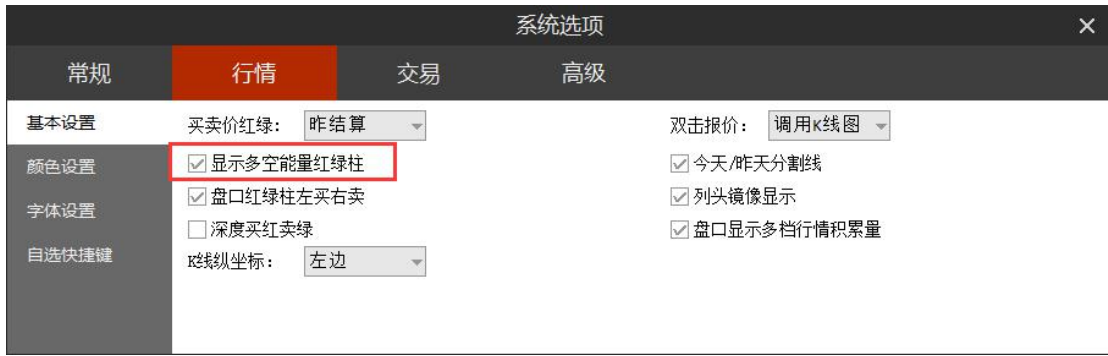 系统选项
常规 行情 交易 高级
基本设置
颜色设置
字体设置
自选快捷键
买卖价红绿: 昨结算 双击报价: 调用K线图
显示多空能量红绿柱 今天/昨天分割线
盘口红绿柱左买右卖 列头镜像显示
深度买红卖绿 盘口显示多档行情积累量
K线纵坐标: 左边